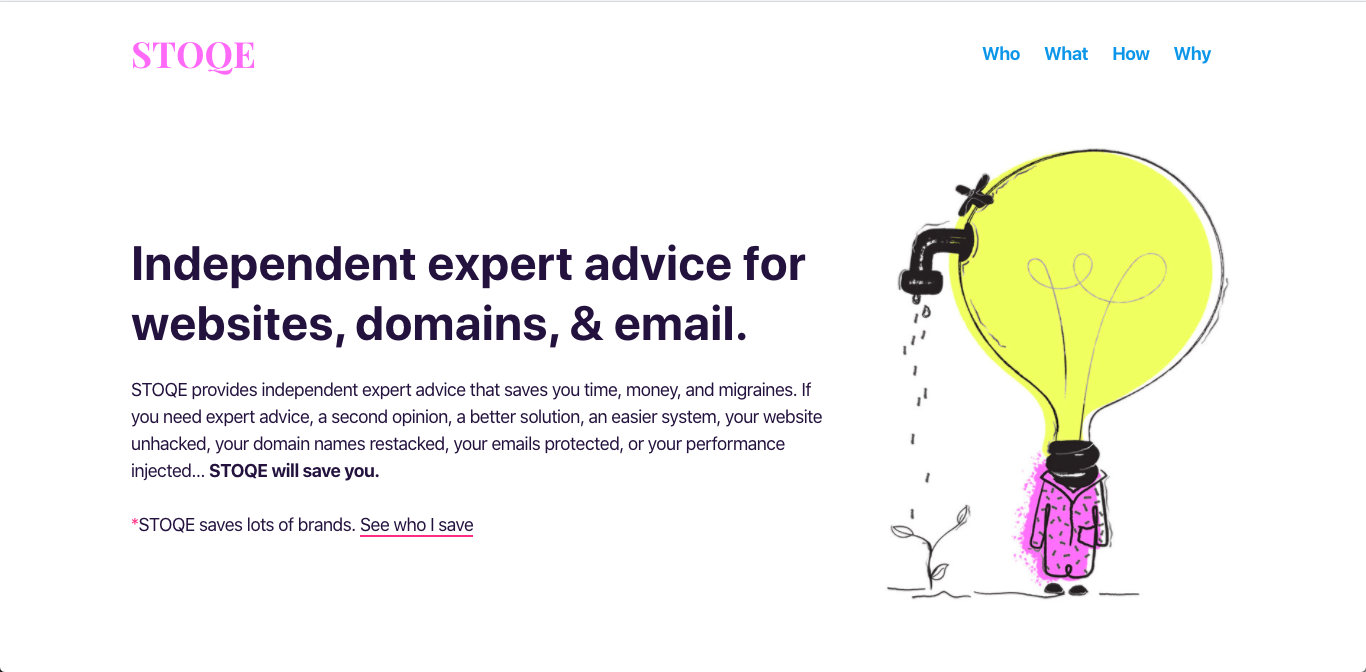 STOQE
Who What How Why
Independent expert advice for
websites, domains, & email.
STOQE provides independent expert advice that saves you time, money, and migraines. If
you need expert advice, a second opinion, a better solution, an easier system, your website
unhacked, your domain names restacked, your emails protected, or your performance
injected... STOQE will save you.
*STOQE saves lots of brands. See who I save